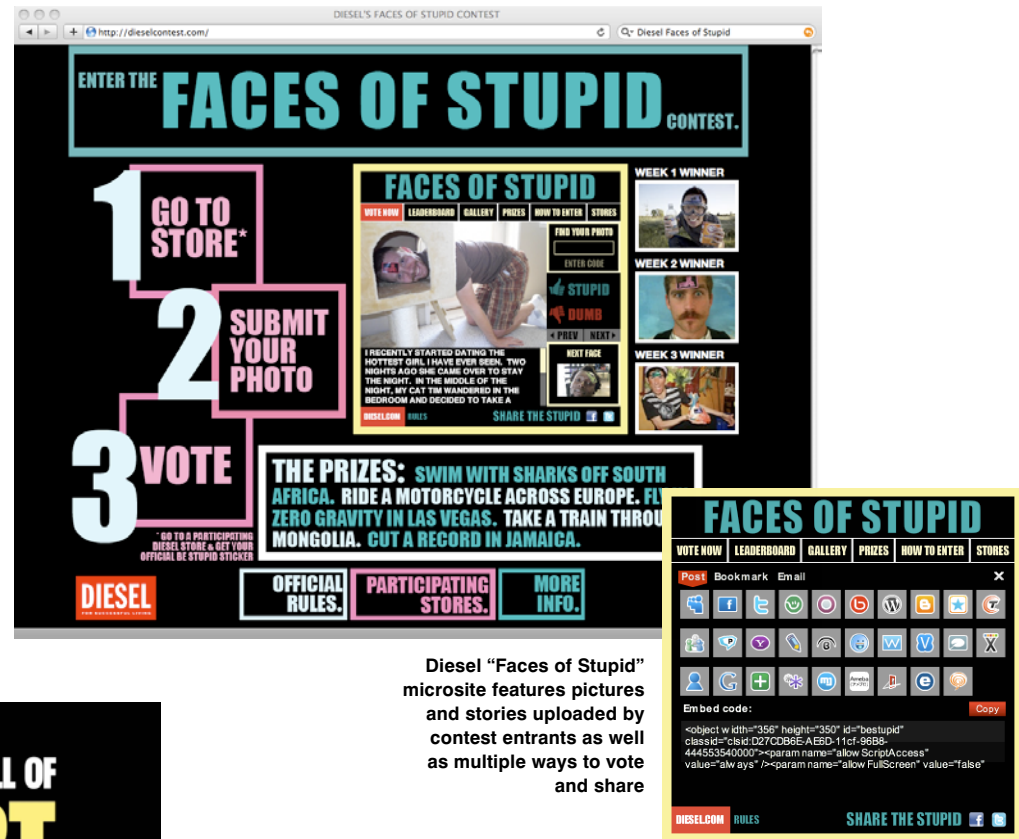 DIESEL'S FACES OF STUPID CONTEST
http://dieselcontest.com/
Diesel Faces of Stupid
ENTER THE
FACES OF STUPID
CONTEST.
1
GO TO
STORE*
2
SUBMIT
YOUR
PHOTO
3
VOTE
* GO TO A PARTICIPATING
DIESEL STORE & GET YOUR
OFFICIAL BE STUPID STICKER
FACES OF STUPID
VOTE NOW LEADERBOARD GALLERY PRIZES HOW TO ENTER STORES
FIND YOUR PHOTO
ENTER CODE
STUPID
DUMB
PREV NEXT
NEXT FACE
I RECENTLY STARTED DATING THE
HOTTEST GIRL I HAVE EVER SEEN. TWO
NIGHTS AGO SHE CAME OVER TO STAY
THE NIGHT. IN THE MIDDLE OF THE
NIGHT, MY CAT TIM WANDERED IN THE
BEDROOM AND DECIDED TO TAKE A
DIESEL.COM RULES SHARE THE STUPID
WEEK 1 WINNER
WEEK 2 WINNER
WEEK 3 WINNER
THE PRIZES: SWIM WITH SHARKS OFF SOUTH
AFRICA. RIDE A MOTORCYCLE ACROSS EUROPE. FL
ZERO GRAVITY IN LAS VEGAS. TAKE A TRAIN THROU
MONGOLIA. CUT A RECORD IN JAMAICA.
DIESEL
FOR SUCCESSFUL LIVING
OFFICIAL
RULES.
PARTICIPATING
STORES.
MORE
INFO.
FACES OF STUPID
VOTE NOW LEADERBOARD GALLERY PRIZES HOW TO ENTER STORES
Post Bookmark Email
Embed code:
Copy
<object width="356" height="350" id="bestupid"
classid="clsid:D27CDB6E-AE6D-11cf-96B8-
444553540000"><param name="allowScriptAccess"
value="always" /><param name="allowFullScreen" value="false"
DIESEL.COM RULES SHARE THE STUPID
Diesel “Faces of Stupid”
microsite features pictures
and stories uploaded by
contest entrants as well
as multiple ways to vote
and share
LL OF